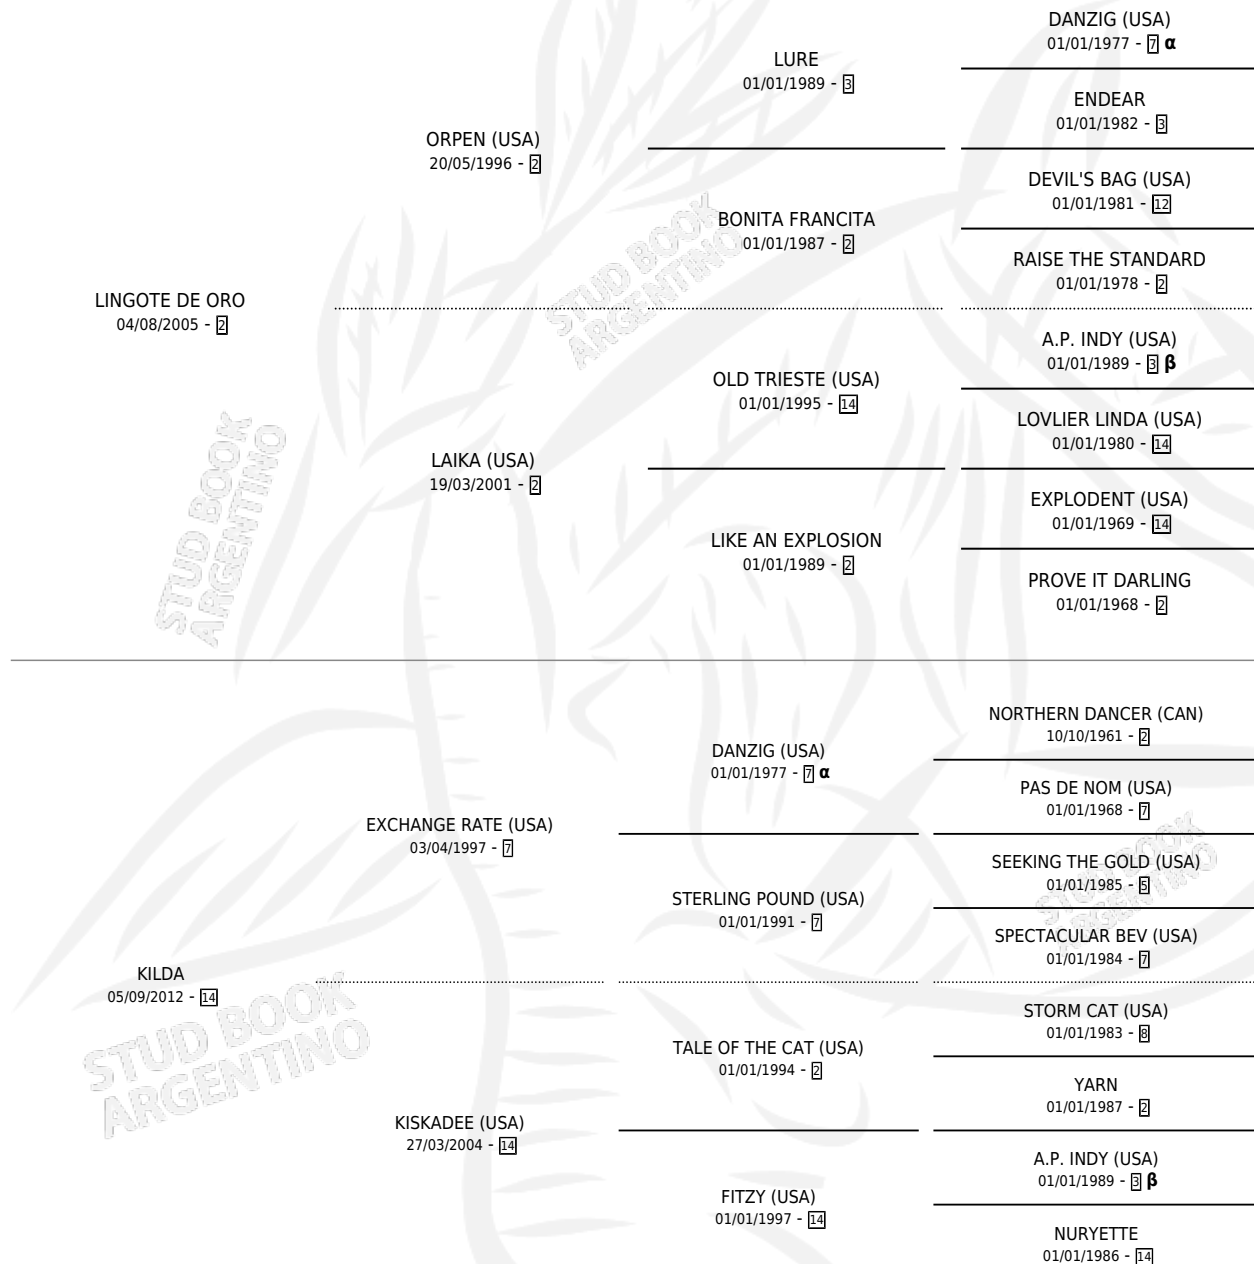 DANZIG (USA)
01/01/1977 - 7 α
LURE
01/01/1989 - 3
ENDEAR
01/01/1982 - 3
ORPEN (USA)
20/05/1996 - 2
DEVIL'S BAG (USA)
01/01/1981 - 12
BONITA FRANCITA
01/01/1987 - 2
RAISE THE STANDARD
01/01/1978 - 2
STUD BOOK
ARGENTINO
LINGOTE DE ORO
04/08/2005 - 2
A.P. INDY (USA)
01/01/1989 - 3 β
OLD TRIESTE (USA)
01/01/1995 - 14
LOVLIER LINDA (USA)
01/01/1980 - 14
LAIKA (USA)
19/03/2001 - 2
EXPLODENT (USA)
01/01/1969 - 14
LIKE AN EXPLOSION
01/01/1989 - 2
PROVE IT DARLING
01/01/1968 - 2
STUD BOOK
ARGENTINO
NORTHERN DANCER (CAN)
10/10/1961 - 2
DANZIG (USA)
01/01/1977 - 7 α
PAS DE NOM (USA)
01/01/1968 - 7
EXCHANGE RATE (USA)
03/04/1997 - 7
SEEKING THE GOLD (USA)
01/01/1985 - 5
STERLING POUND (USA)
01/01/1991 - 7
SPECTACULAR BEV (USA)
01/01/1984 - 7
STUD BOOK
ARGENTINO
KILDA
05/09/2012 - 14
STORM CAT (USA)
01/01/1983 - 8
TALE OF THE CAT (USA)
01/01/1994 - 2
YARN
01/01/1987 - 2
KISKADEE (USA)
27/03/2004 - 14
A.P. INDY (USA)
01/01/1989 - 3 β
FITZY (USA)
01/01/1997 - 14
NURYETTE
01/01/1986 - 14
STUD BOOK
ARGENTINO